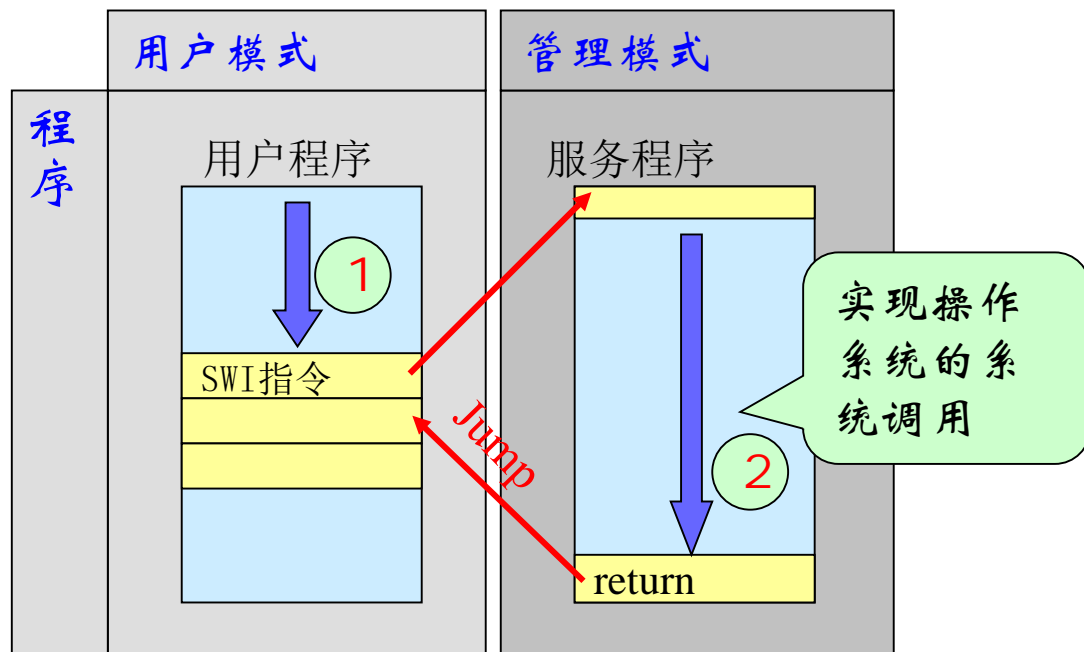 用户模式
管理模式
程
序
用户程序
服务程序
1
SWI指令
Jump
实现操作
系统的系
统调用
2
return